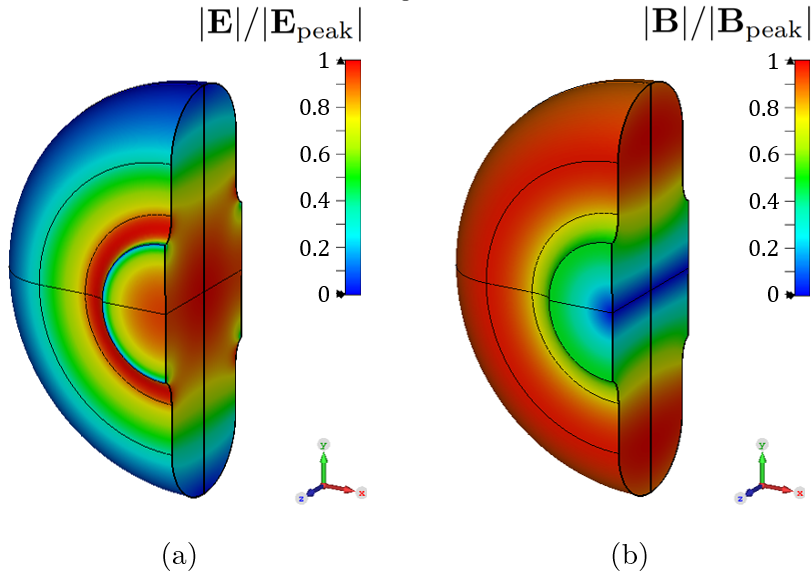 |E|/|E_peak|
1
0.8
0.6
0.4
0.2
0
y
z
x
(a)
|B|/|B_peak|
1
0.8
0.6
0.4
0.2
0
y
z
x
(b)